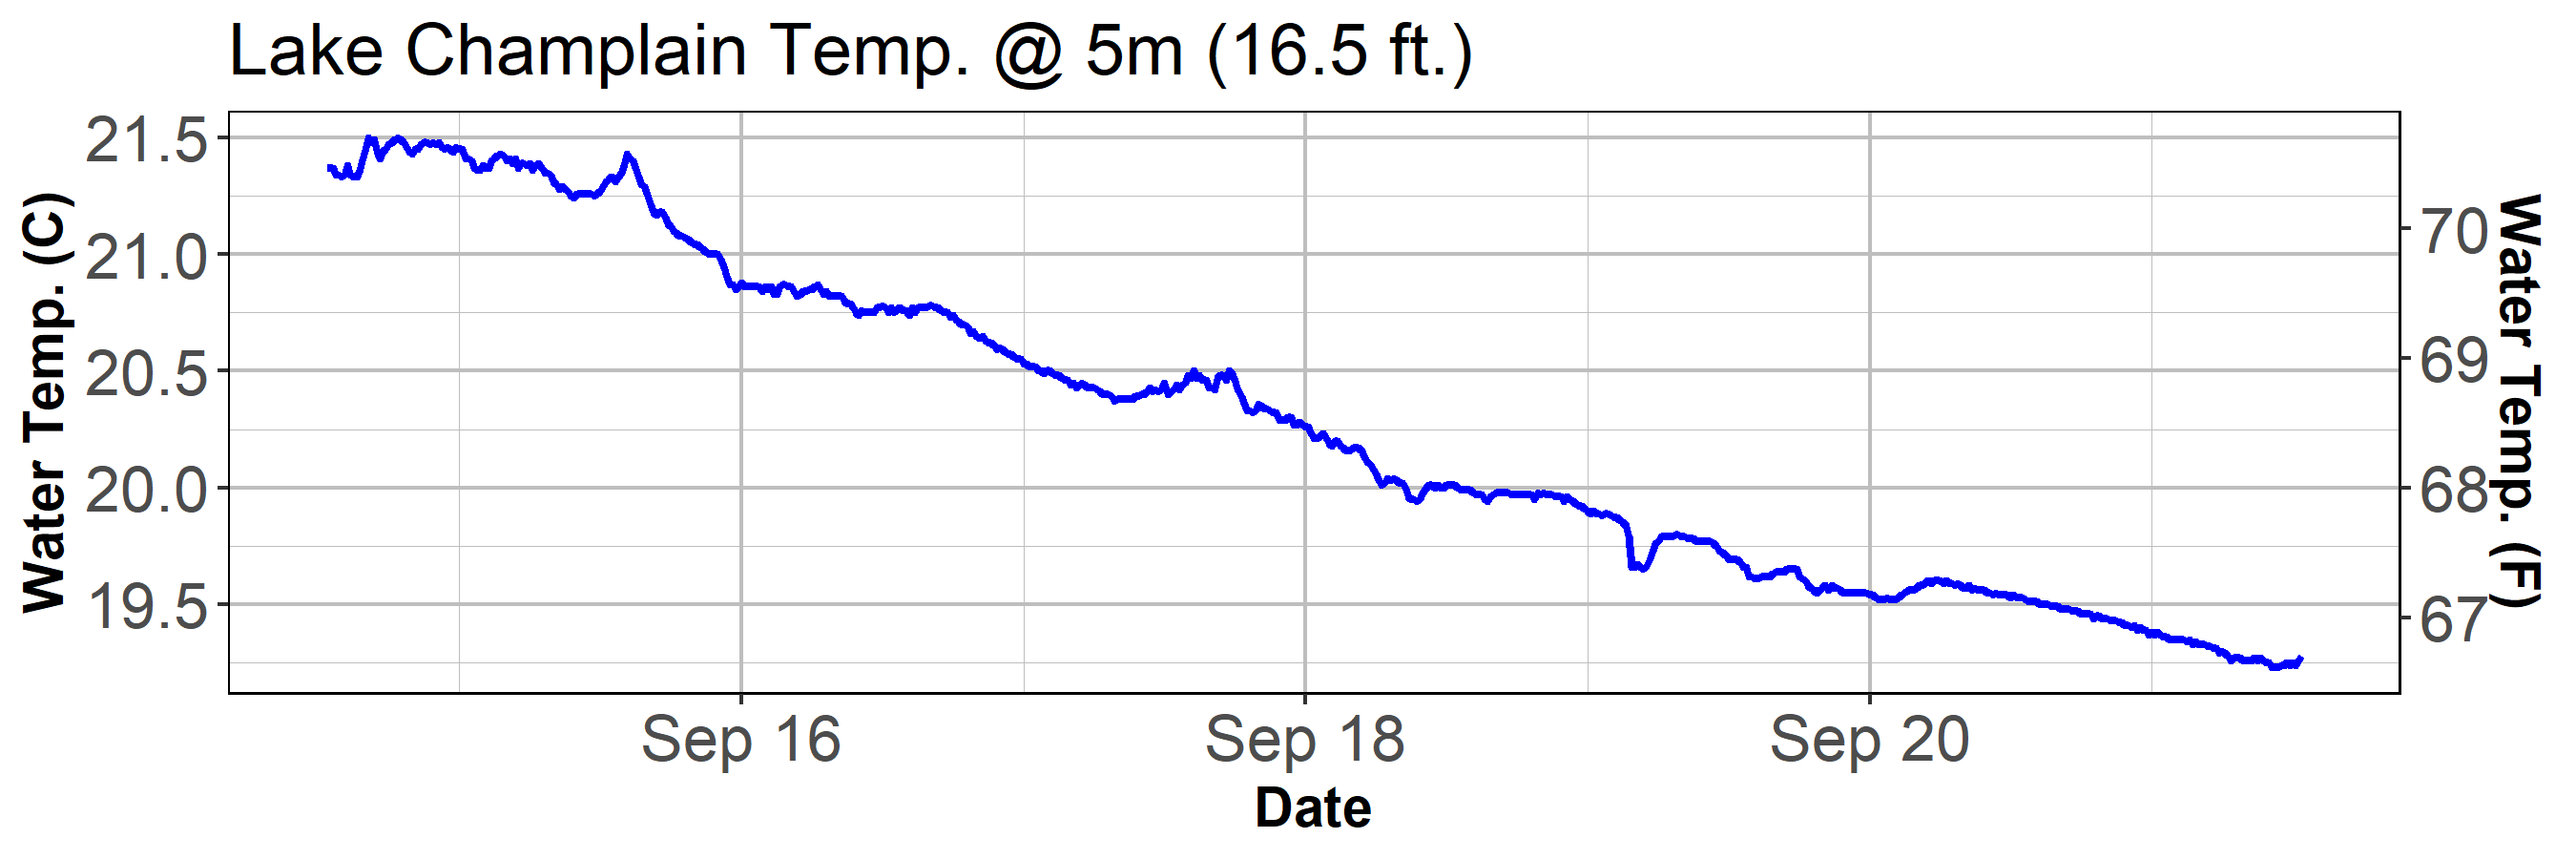 Lake Champlain Temp. @ 5m (16.5 ft.)
Water Temp. (C)
21.5
21.0
20.5
20.0
19.5
70
69
68
67
Water Temp. (F)
Sep 16
Sep 18
Sep 20
Date